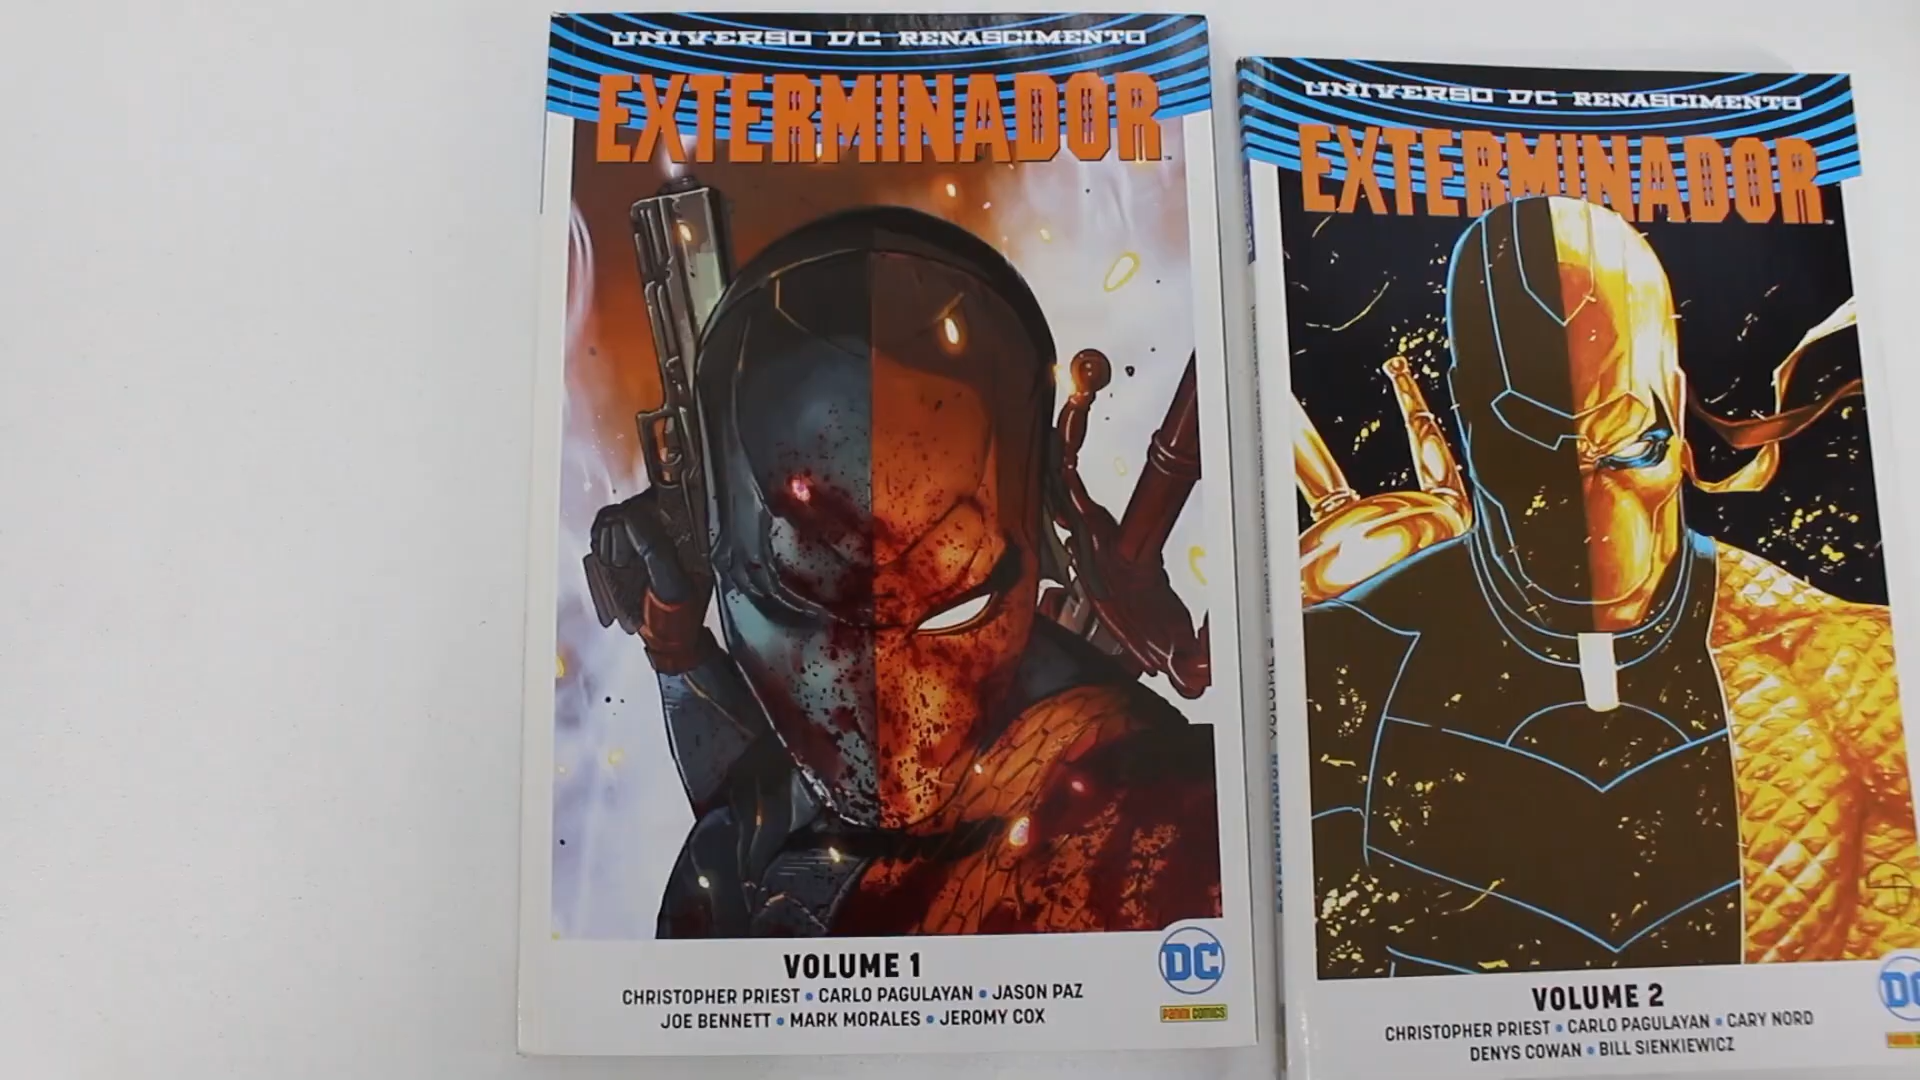 UNIVERSO DC RENASCIMENTO
EXTERMINADOR
VOLUME 1
CHRISTOPHER PRIEST • CARLO PAGULAYAN • JASON PAZ
JOE BENNETT • MARK MORALES • JEROMY COX
DC
PANINI COMICS
UNIVERSO DC RENASCIMENTO
EXTERMINADOR
VOLUME 2
CHRISTOPHER PRIEST • CARLO PAGULAYAN • CARY NORD
DENYS COWAN • BILL SIENKIEWICZ
EXTERMINADOR VOLUME 2